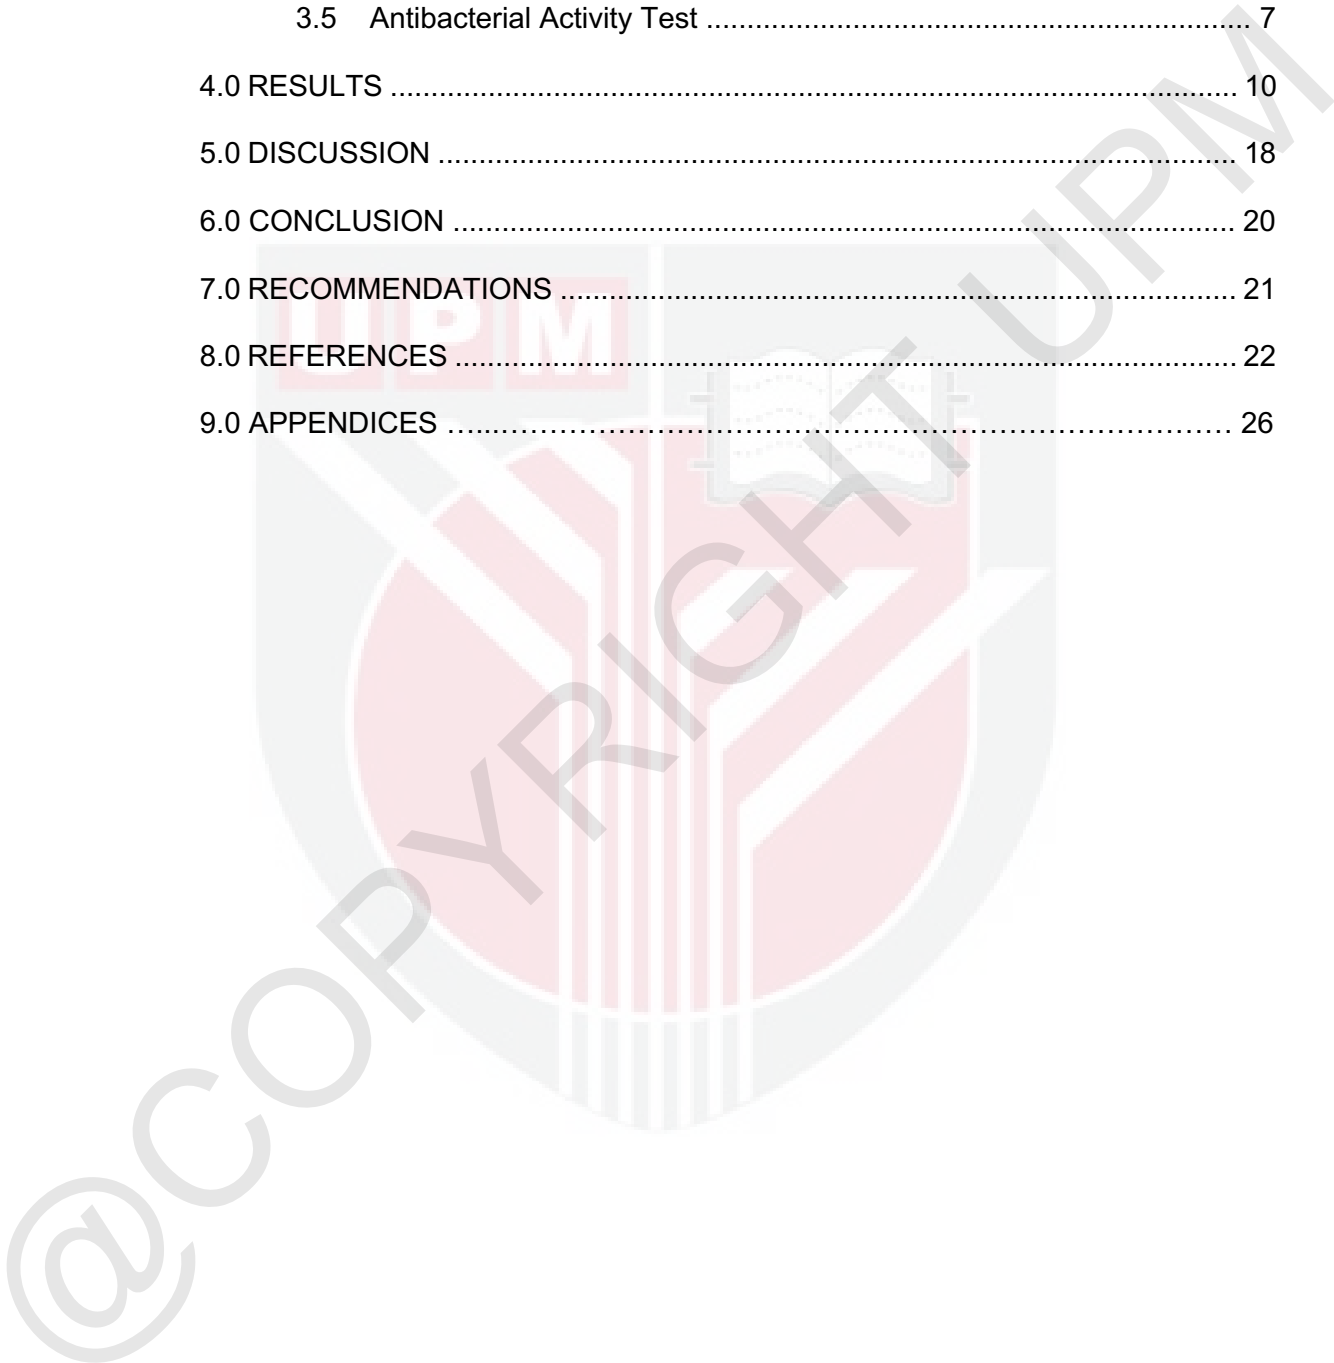 3.5 Antibacterial Activity Test ................................................................... 7
4.0 RESULTS ........................................................................................................ 10
5.0 DISCUSSION .................................................................................................. 18
6.0 CONCLUSION ................................................................................................ 20
7.0 RECOMMENDATIONS ................................................................................... 21
8.0 REFERENCES ................................................................................................ 22
9.0 APPENDICES …...…………………………………………………………………… 26
UPM
@COPYRIGHT UPM